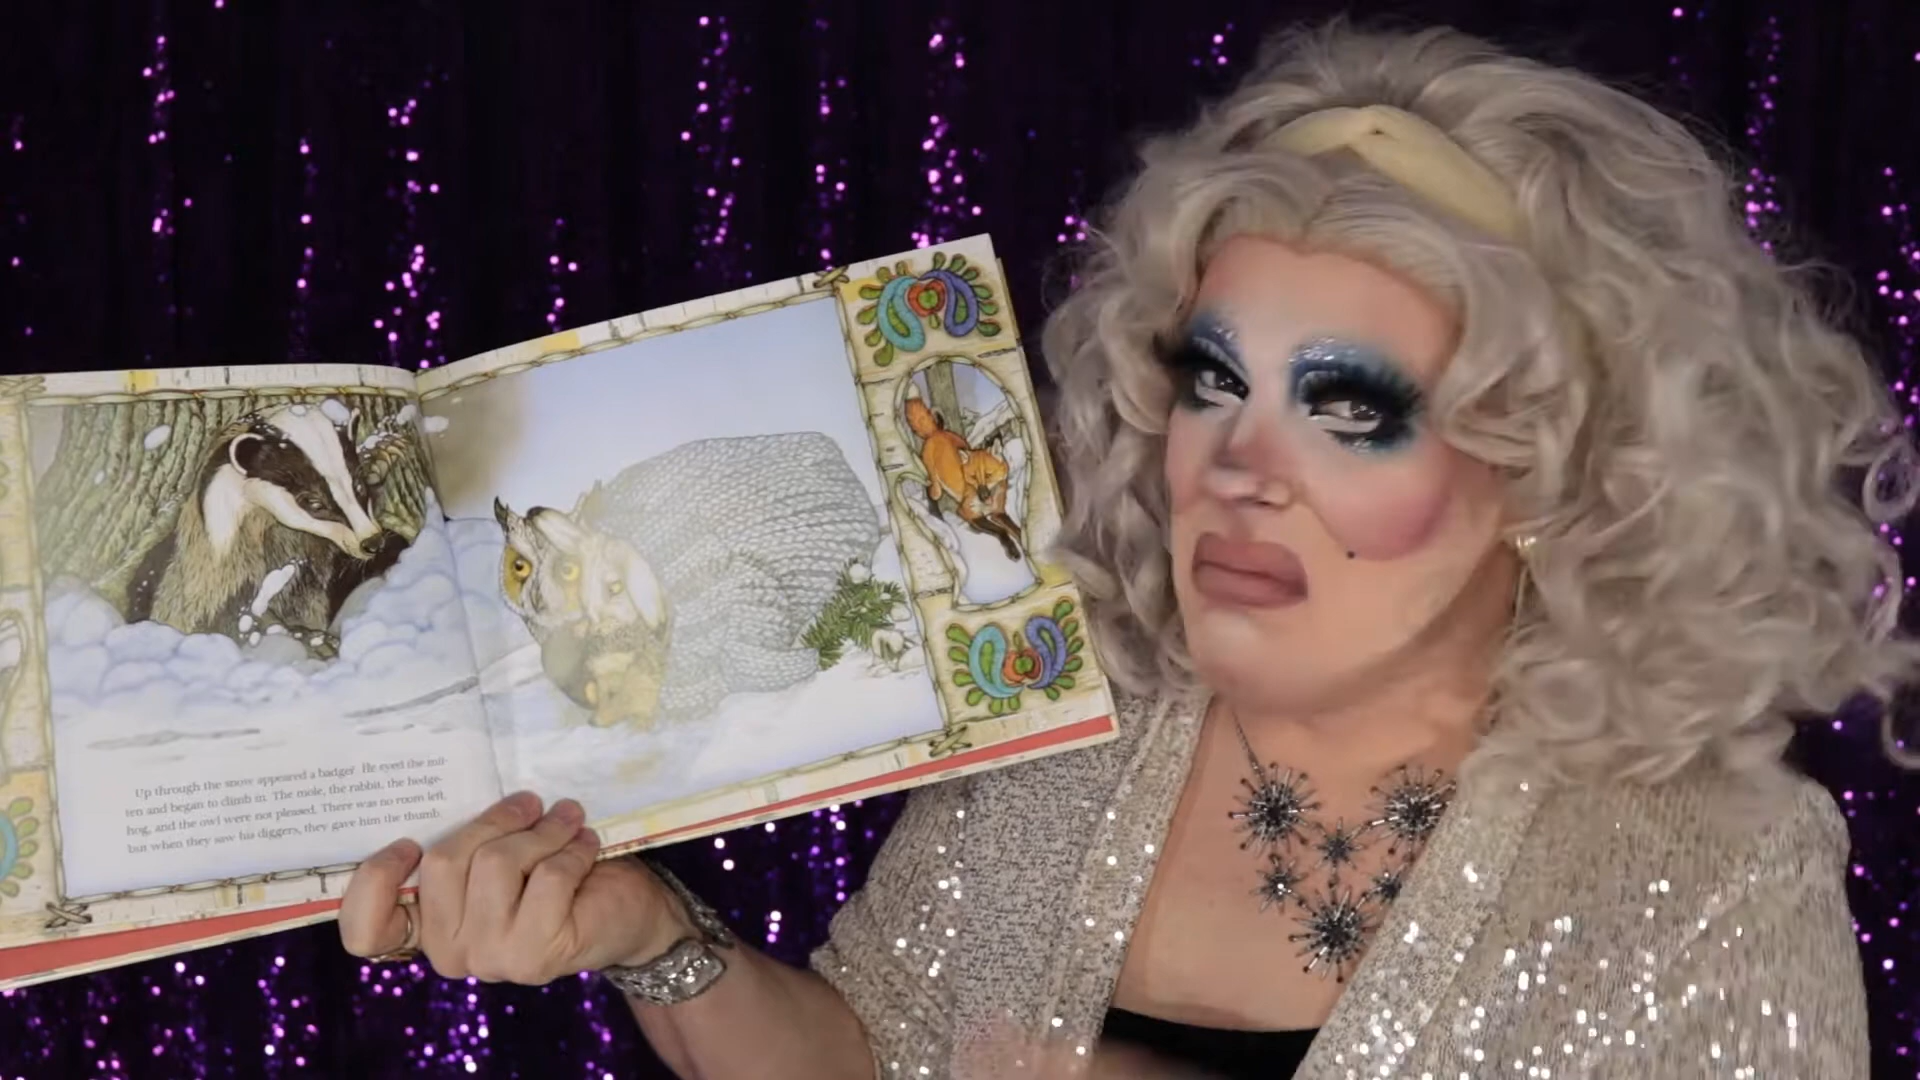 Up through the snow appeared a badger. He eyed the mit-
ten and began to climb in. The mole, the rabbit, the hedge-
hog, and the owl were not pleased. There was no room left,
but when they saw his diggers, they gave him the thumb.